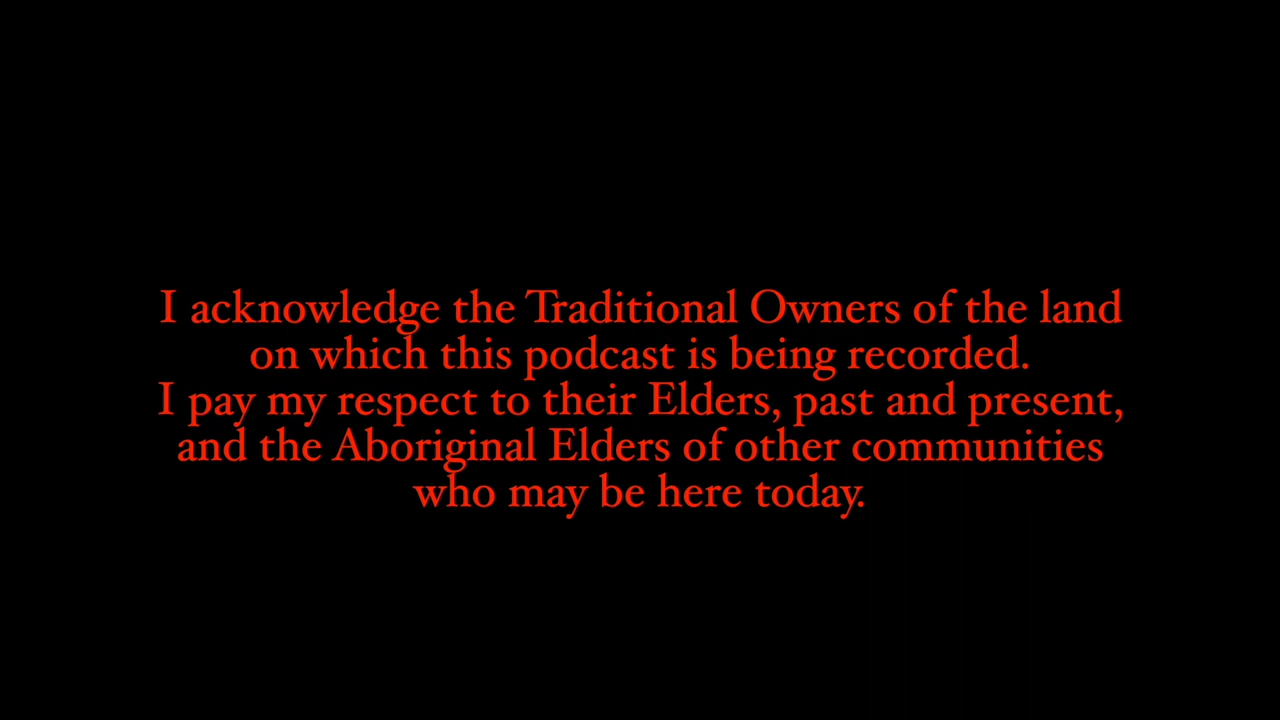 I acknowledge the Traditional Owners of the land
on which this podcast is being recorded.
I pay my respect to their Elders, past and present,
and the Aboriginal Elders of other communities
who may be here today.